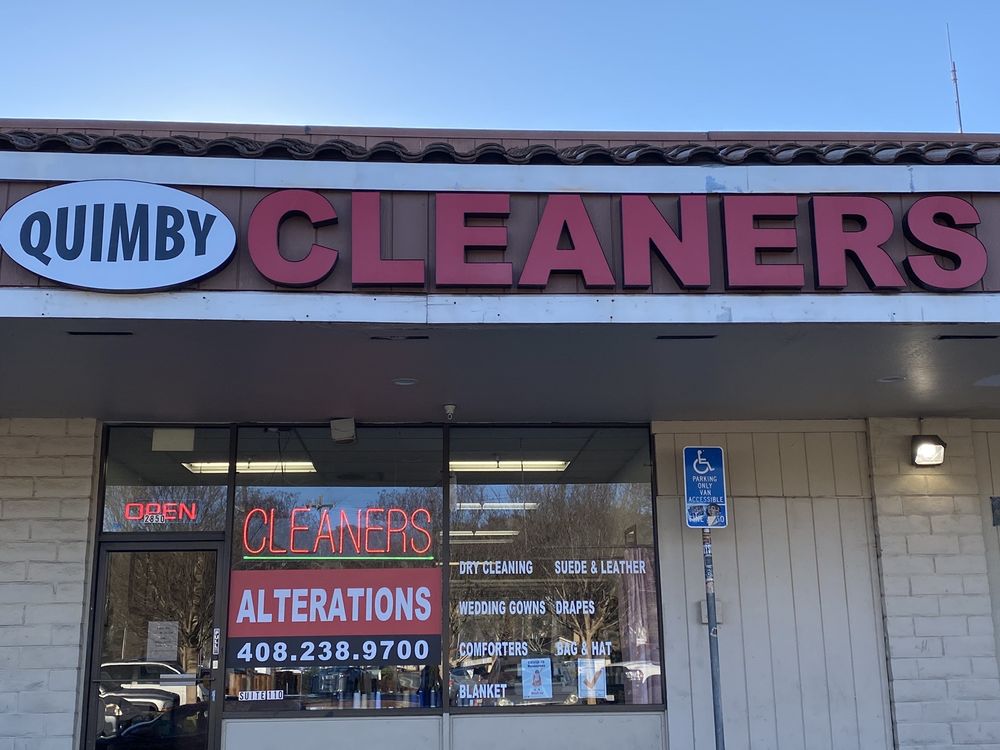 QUIMBY CLEANERS
OPEN
2850
CLEANERS
ALTERATIONS
408.238.9700
SUITE 110
DRY CLEANING SUEDE & LEATHER
WEDDING GOWNS DRAPES
COMFORTERS BAG & HAT
BLANKET
PARKING
ONLY
VAN
ACCESSIBLE